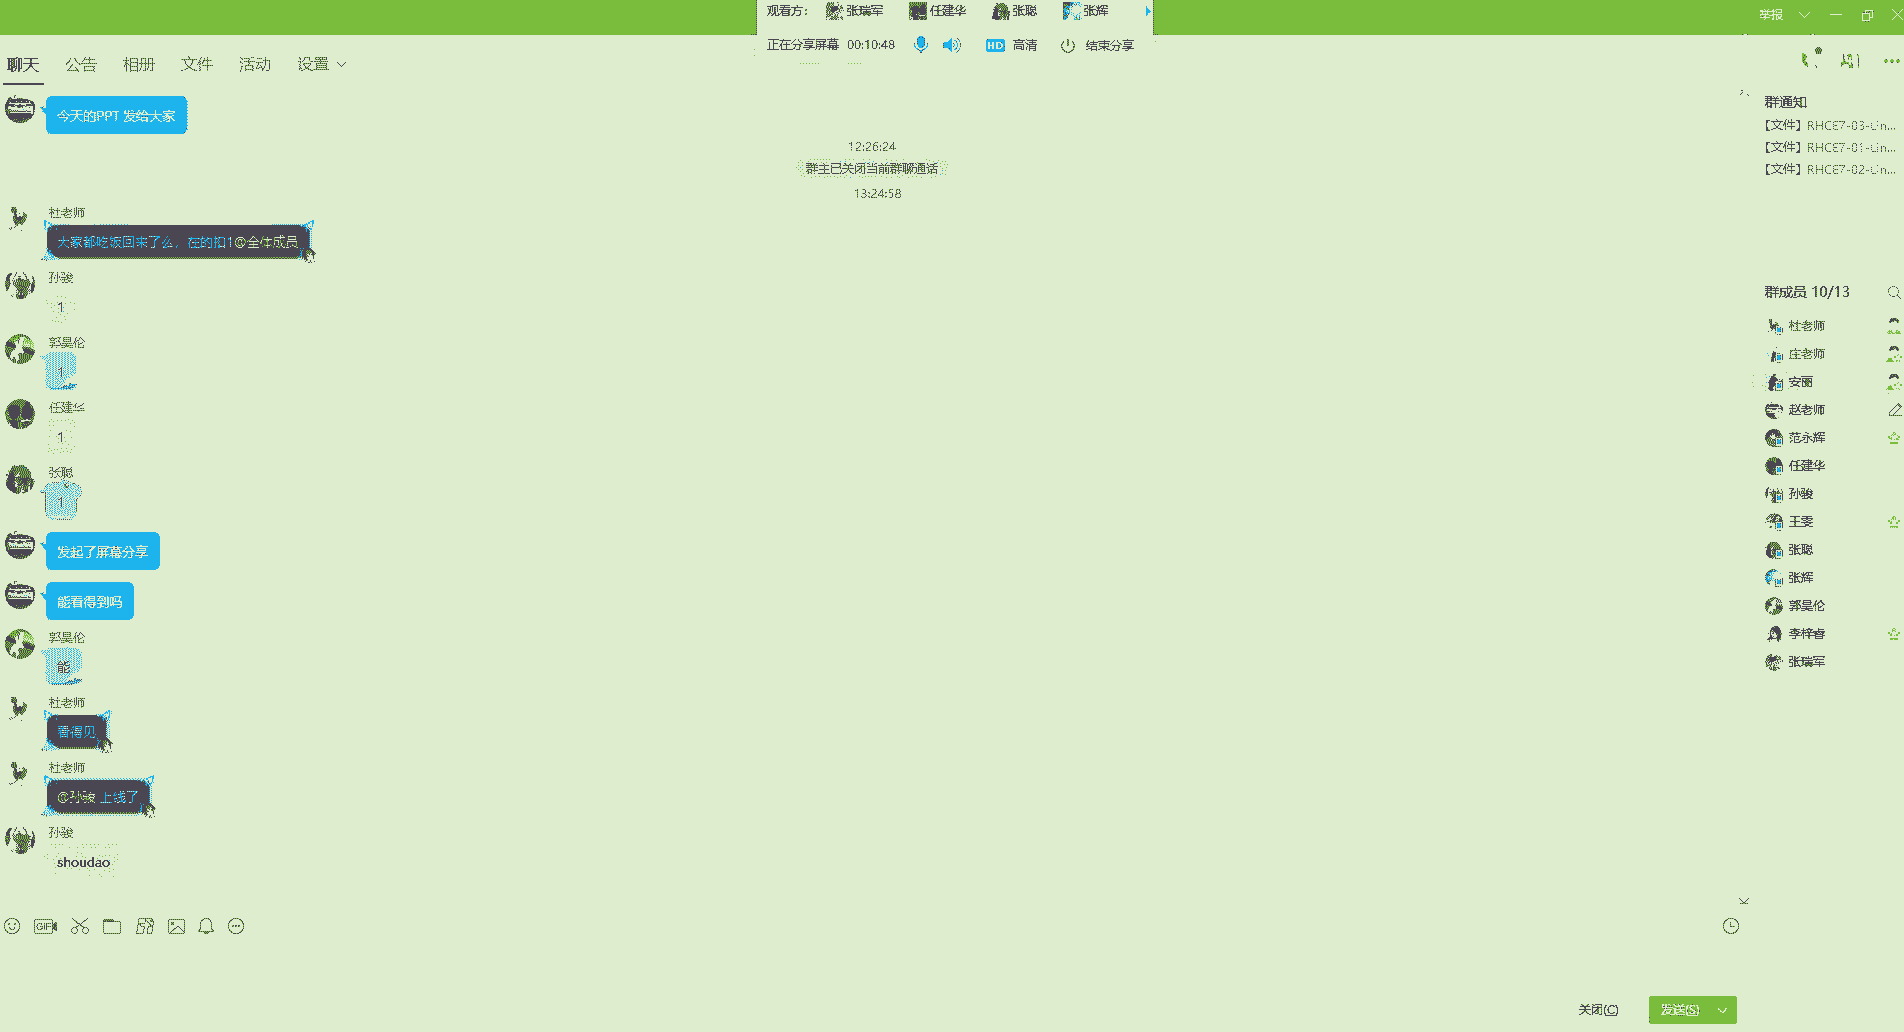 观看方： 张瑞军 任建华 张聪 张辉
举报
正在分享屏幕 00:10:48 HD 高清 结束分享
聊天 公告 相册 文件 活动 设置
今天的PPT 发给大家
12:26:24
群主已关闭当前群聊通话
13:24:58
杜老师
大家都吃饭回来了么，在的扣1@全体成员
孙骏
1
郭昊伦
1
任建华
1
张聪
1
发起了屏幕分享
能看得到吗
郭昊伦
能
杜老师
看得见
杜老师
@孙骏 上线了
孙骏
shoudao
GIF
关闭(C) 发送(S)
群通知
【文件】RHCE7-03-Lin...
【文件】RHCE7-01-Lin...
【文件】RHCE7-02-Lin...
群成员 10/13
杜老师
庄老师
安丽
赵老师
范永辉
任建华
孙骏
王雯
张聪
张辉
郭昊伦
李梓睿
张瑞军